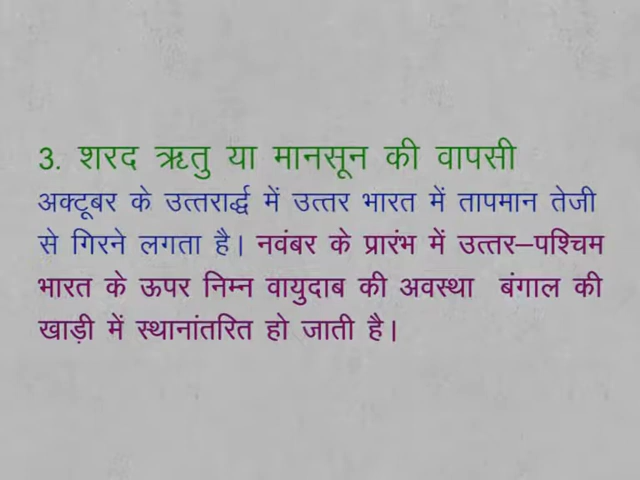 3. शरद ऋतु या मानसून की वापसी
अक्टूबर के उत्तरार्द्ध में उत्तर भारत में तापमान तेजी
से गिरने लगता है। नवंबर के प्रारंभ में उत्तर–पश्चिम
भारत के ऊपर निम्न वायुदाब की अवस्था बंगाल की
खाड़ी में स्थानांतरित हो जाती है।